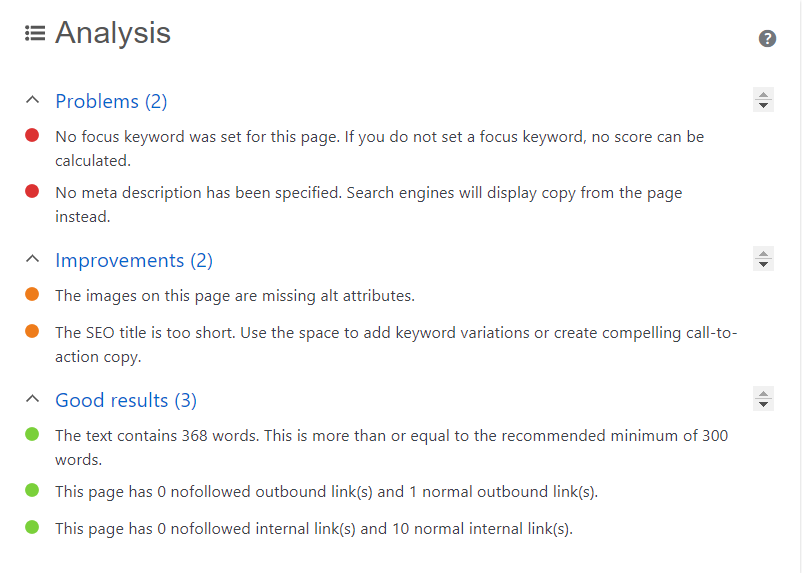 Analysis
?
Problems (2)
No focus keyword was set for this page. If you do not set a focus keyword, no score can be
calculated.
No meta description has been specified. Search engines will display copy from the page
instead.
Improvements (2)
The images on this page are missing alt attributes.
The SEO title is too short. Use the space to add keyword variations or create compelling call-to-
action copy.
Good results (3)
The text contains 368 words. This is more than or equal to the recommended minimum of 300
words.
This page has 0 nofollowed outbound link(s) and 1 normal outbound link(s).
This page has 0 nofollowed internal link(s) and 10 normal internal link(s).